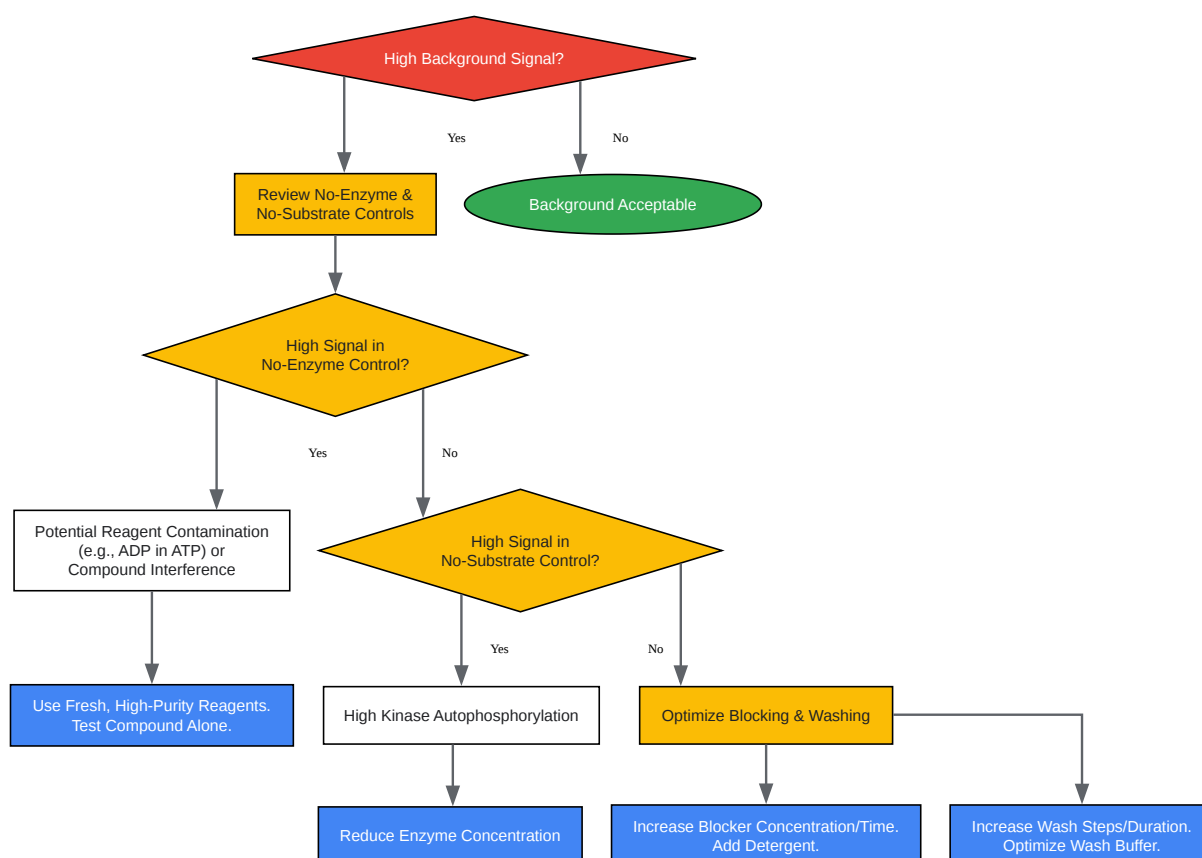 High Background Signal?
Yes
No
Review No-Enzyme &
No-Substrate Controls
Background Acceptable
High Signal in
No-Enzyme Control?
Yes
No
Potential Reagent Contamination
(e.g., ADP in ATP) or
Compound Interference
High Signal in
No-Substrate Control?
Yes
No
Use Fresh, High-Purity Reagents.
Test Compound Alone.
High Kinase Autophosphorylation
Optimize Blocking & Washing
Reduce Enzyme Concentration
Increase Blocker Concentration/Time.
Add Detergent.
Increase Wash Steps/Duration.
Optimize Wash Buffer.